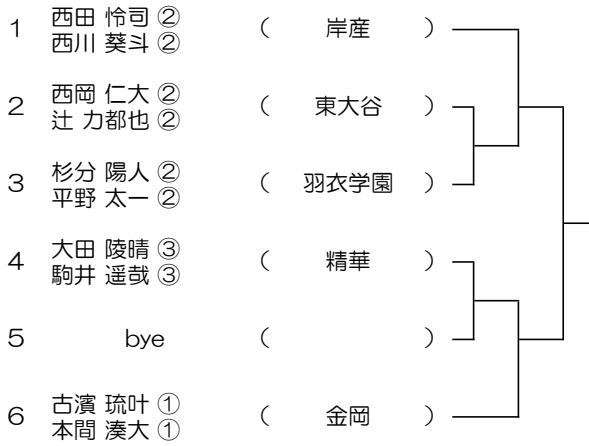 1 西田 怜司 ② ( 岸産 )
西川 葵斗 ②
2 西岡 仁大 ② ( 東大谷 )
辻 力都也 ②
3 杉分 陽人 ② ( 羽衣学園 )
平野 太一 ②
4 大田 陵晴 ③ ( 精華 )
駒井 遥哉 ③
5 bye ( )
6 古濱 琉叶 ① ( 金岡 )
本間 湊大 ①